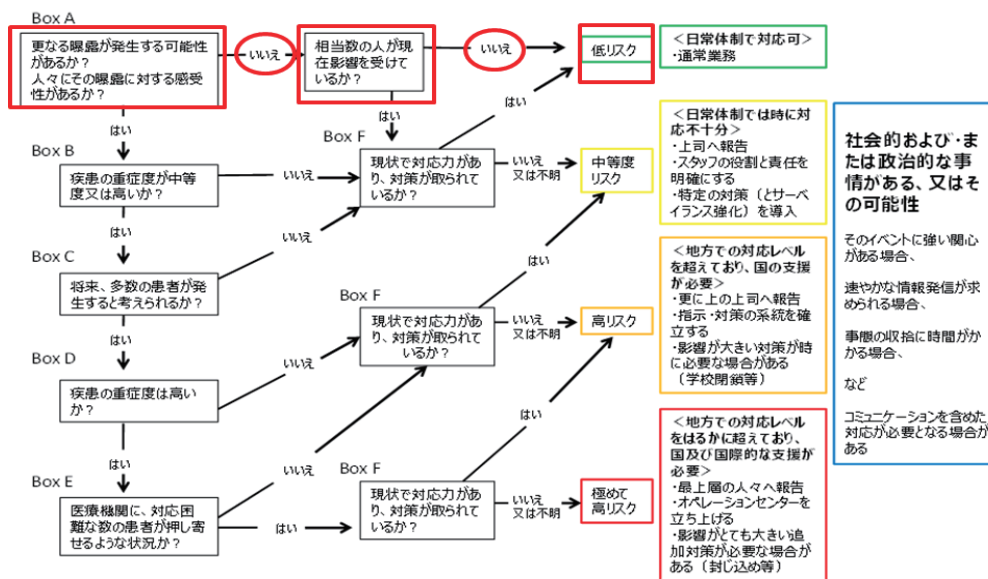 Box A
更なる曝露が発生する可能性
があるか?
人々にその曝露に対する感受
性があるか?
いいえ
相当数の人が現
在影響を受けて
いるか?
いいえ
低リスク
<日常体制で対応可>
・通常業務
はい
はい
Box B
疾患の重症度が中等
度又は高いか?
いいえ
Box F
現状で対応力があ
り、対策が取られて
いるか?
はい
いいえ
又は不明
中等度
リスク
<日常体制では時に対
応不十分>
・上司へ報告
・スタッフの役割と責任を
明確にする
・特定の対策(とサーベ
イランス強化)を導入
はい
Box C
将来、多数の患者が発
生すると考えられるか?
いいえ
Box F
現状で対応力があ
り、対策が取られて
いるか?
はい
いいえ
又は不明
高リスク
<地方での対応レベル
を超えており、国の支援
が必要>
・更に上の上司へ報告
・指示・対策の系統を確
立する
・影響が大きい対策が時
に必要な場合がある
(学校閉鎖等)
はい
Box D
疾患の重症度は高い
か?
いいえ
はい
Box E
医療機関に、対応困
難な数の患者が押し寄
せるような状況か?
いいえ
はい
Box F
現状で対応力があ
り、対策が取られて
いるか?
はい
いいえ
又は不明
極めて
高リスク
<地方での対応レベル
をはるかに超えており、
国及び国際的な支援が
必要>
・最上層の人々へ報告
・オペレーションセンターを
立ち上げる
・影響がとても大きい追
加対策が必要な場合が
ある(封じ込め等)
社会的および・ま
たは政治的な事
情がある、又はそ
の可能性
そのイベントに強い関心
がある場合、
速やかな情報発信が求
められる場合、
事態の収拾に時間がか
かる場合、
など
コミュニケーションを含めた
対応が必要となる場合が
ある